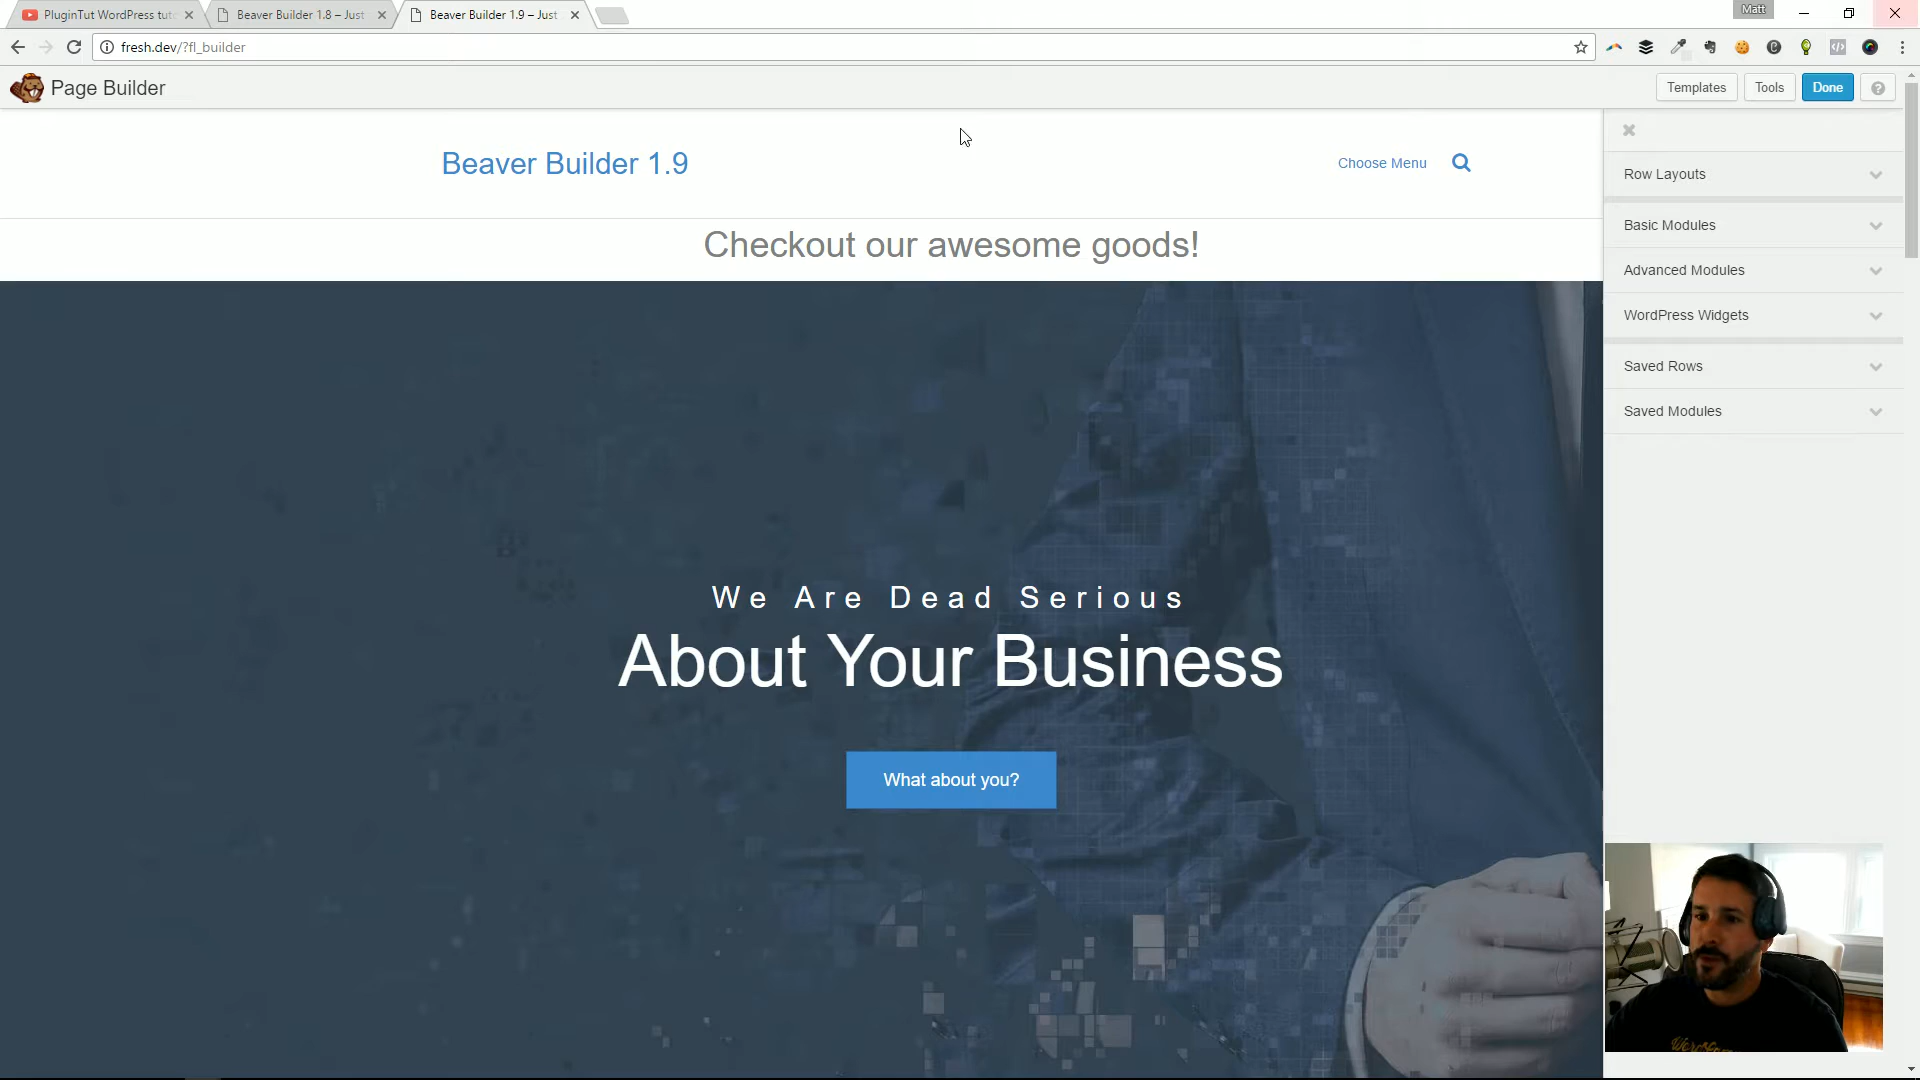 PluginTut WordPress tut
Beaver Builder 1.8 – Just
Beaver Builder 1.9 – Just
Matt
fresh.dev/?fl_builder
Page Builder
Templates
Tools
Done
?
Beaver Builder 1.9
Choose Menu
Checkout our awesome goods!
We Are Dead Serious
About Your Business
What about you?
Row Layouts
Basic Modules
Advanced Modules
WordPress Widgets
Saved Rows
Saved Modules